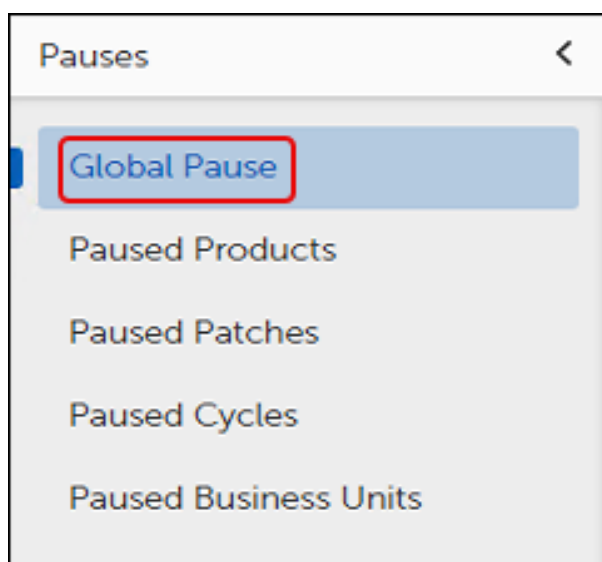 Pauses
Global Pause
Paused Products
Paused Patches
Paused Cycles
Paused Business Units